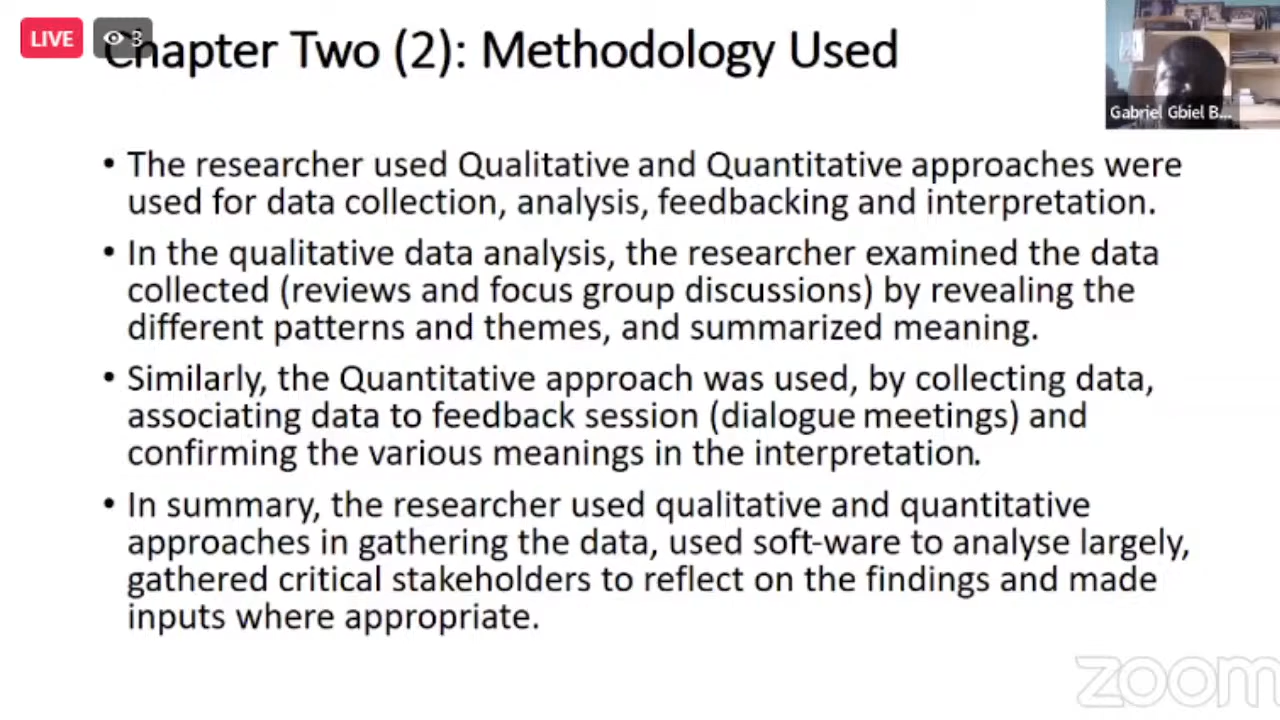 LIVE
3
Chapter Two (2): Methodology Used
Gabriel Gbiel B...
• The researcher used Qualitative and Quantitative approaches were
used for data collection, analysis, feedbacking and interpretation.
• In the qualitative data analysis, the researcher examined the data
collected (reviews and focus group discussions) by revealing the
different patterns and themes, and summarized meaning.
• Similarly, the Quantitative approach was used, by collecting data,
associating data to feedback session (dialogue meetings) and
confirming the various meanings in the interpretation.
• In summary, the researcher used qualitative and quantitative
approaches in gathering the data, used soft-ware to analyse largely,
gathered critical stakeholders to reflect on the findings and made
inputs where appropriate.
zoom